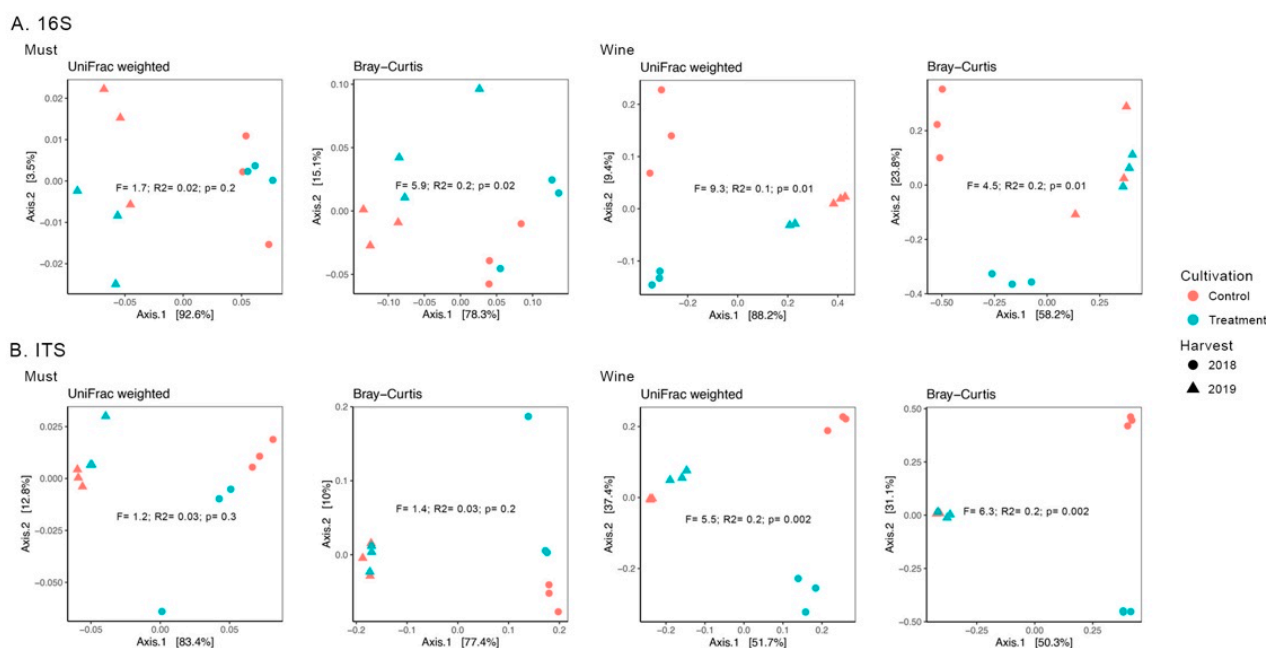 A. 16S
Must
UniFrac weighted
Axis.2 [3.5%]
0.02
0.01
0.00
−0.01
−0.02
F= 1.7; R2= 0.02; p= 0.2
−0.05
0.00
0.05
Axis.1 [92.6%]
Bray−Curtis
Axis.2 [15.1%]
0.10
0.05
0.00
−0.05
F= 5.9; R2= 0.2; p= 0.02
−0.10
−0.05
0.00
0.05
0.10
Axis.1 [78.3%]
Wine
UniFrac weighted
Axis.2 [9.4%]
0.2
0.1
0.0
−0.1
F= 9.3; R2= 0.1; p= 0.01
−0.2
0.0
0.2
0.4
Axis.1 [88.2%]
Bray−Curtis
Axis.2 [23.8%]
0.2
0.0
−0.2
−0.4
F= 4.5; R2= 0.2; p= 0.01
−0.50
−0.25
0.00
0.25
Axis.1 [58.2%]
Cultivation
Control
Treatment
Harvest
2018
2019
B. ITS
Must
UniFrac weighted
Axis.2 [12.8%]
0.025
0.000
−0.025
−0.050
F= 1.2; R2= 0.03; p= 0.3
−0.05
0.00
0.05
Axis.1 [83.4%]
Bray−Curtis
Axis.2 [10%]
0.2
0.1
0.0
F= 1.4; R2= 0.03; p= 0.2
−0.2
−0.1
0.0
0.1
0.2
Axis.1 [77.4%]
Wine
UniFrac weighted
Axis.2 [37.4%]
0.2
0.0
−0.2
F= 5.5; R2= 0.2; p= 0.002
−0.2
0.0
0.2
Axis.1 [51.7%]
Bray−Curtis
Axis.2 [31.1%]
0.50
0.25
0.00
−0.25
−0.50
F= 6.3; R2= 0.2; p= 0.002
−0.4
−0.2
0.0
0.2
0.4
Axis.1 [50.3%]